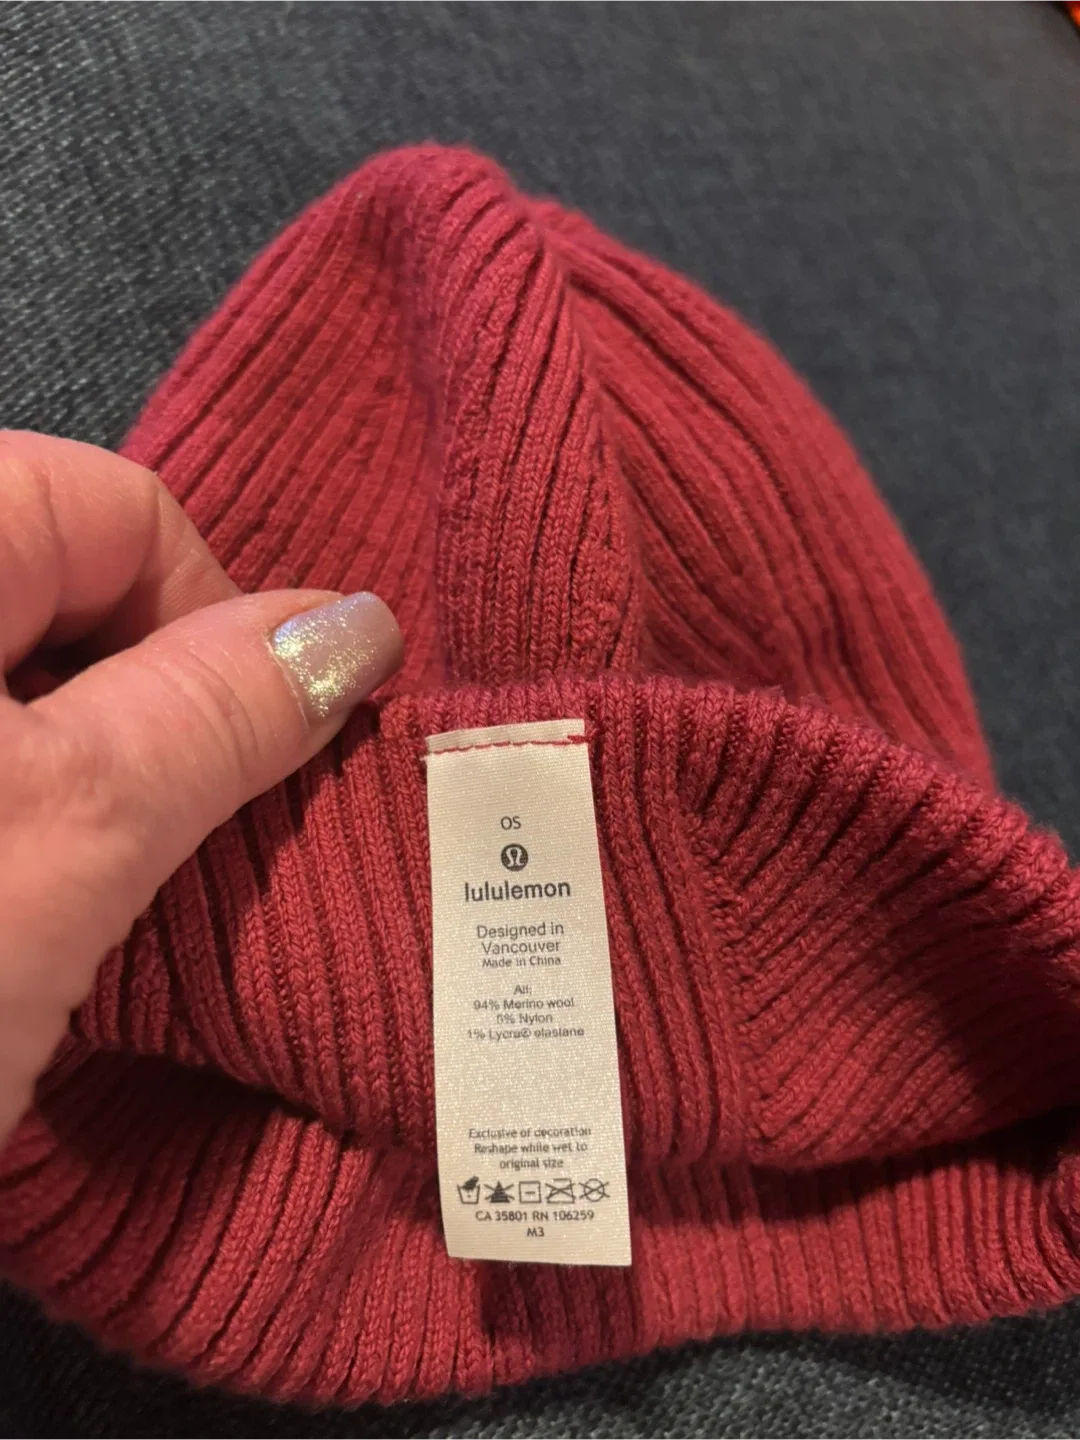 OS
lululemon
Designed in
Vancouver
Made in China
All:
94% Merino wool
5% Nylon
1% Lycra® elastane
Exclusive of decoration
Reshape while wet to
original size
CA 35801 RN 106259
M3